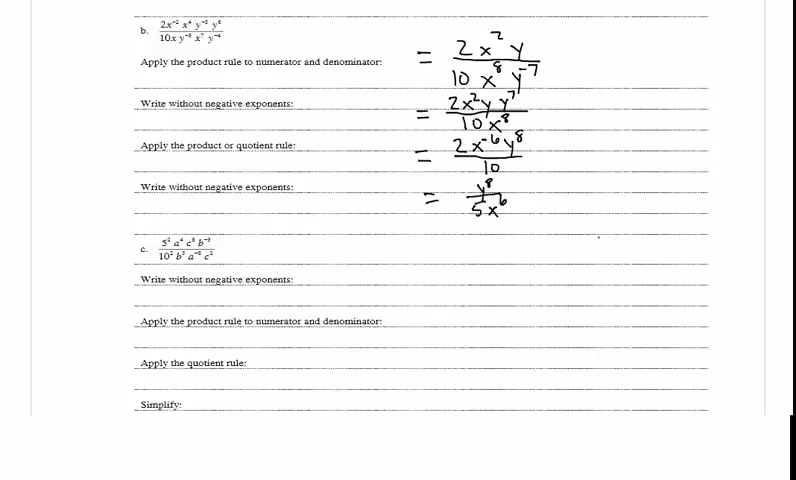 b. 2x⁻² x⁴ y⁻⁵ y⁶ / 10x y⁻³ x⁷ y⁻⁴
Apply the product rule to numerator and denominator: = 2x²y / 10x⁸y⁻⁷
Write without negative exponents: = 2x²y y⁷ / 10x⁸
Apply the product or quotient rule: = 2x⁻⁶y⁸ / 10
Write without negative exponents: = y⁸ / 5x⁶
c. 5² a⁴ c⁸ b⁻³ / 10² b⁵ a⁻² c²
Write without negative exponents:
Apply the product rule to numerator and denominator:
Apply the quotient rule:
Simplify: